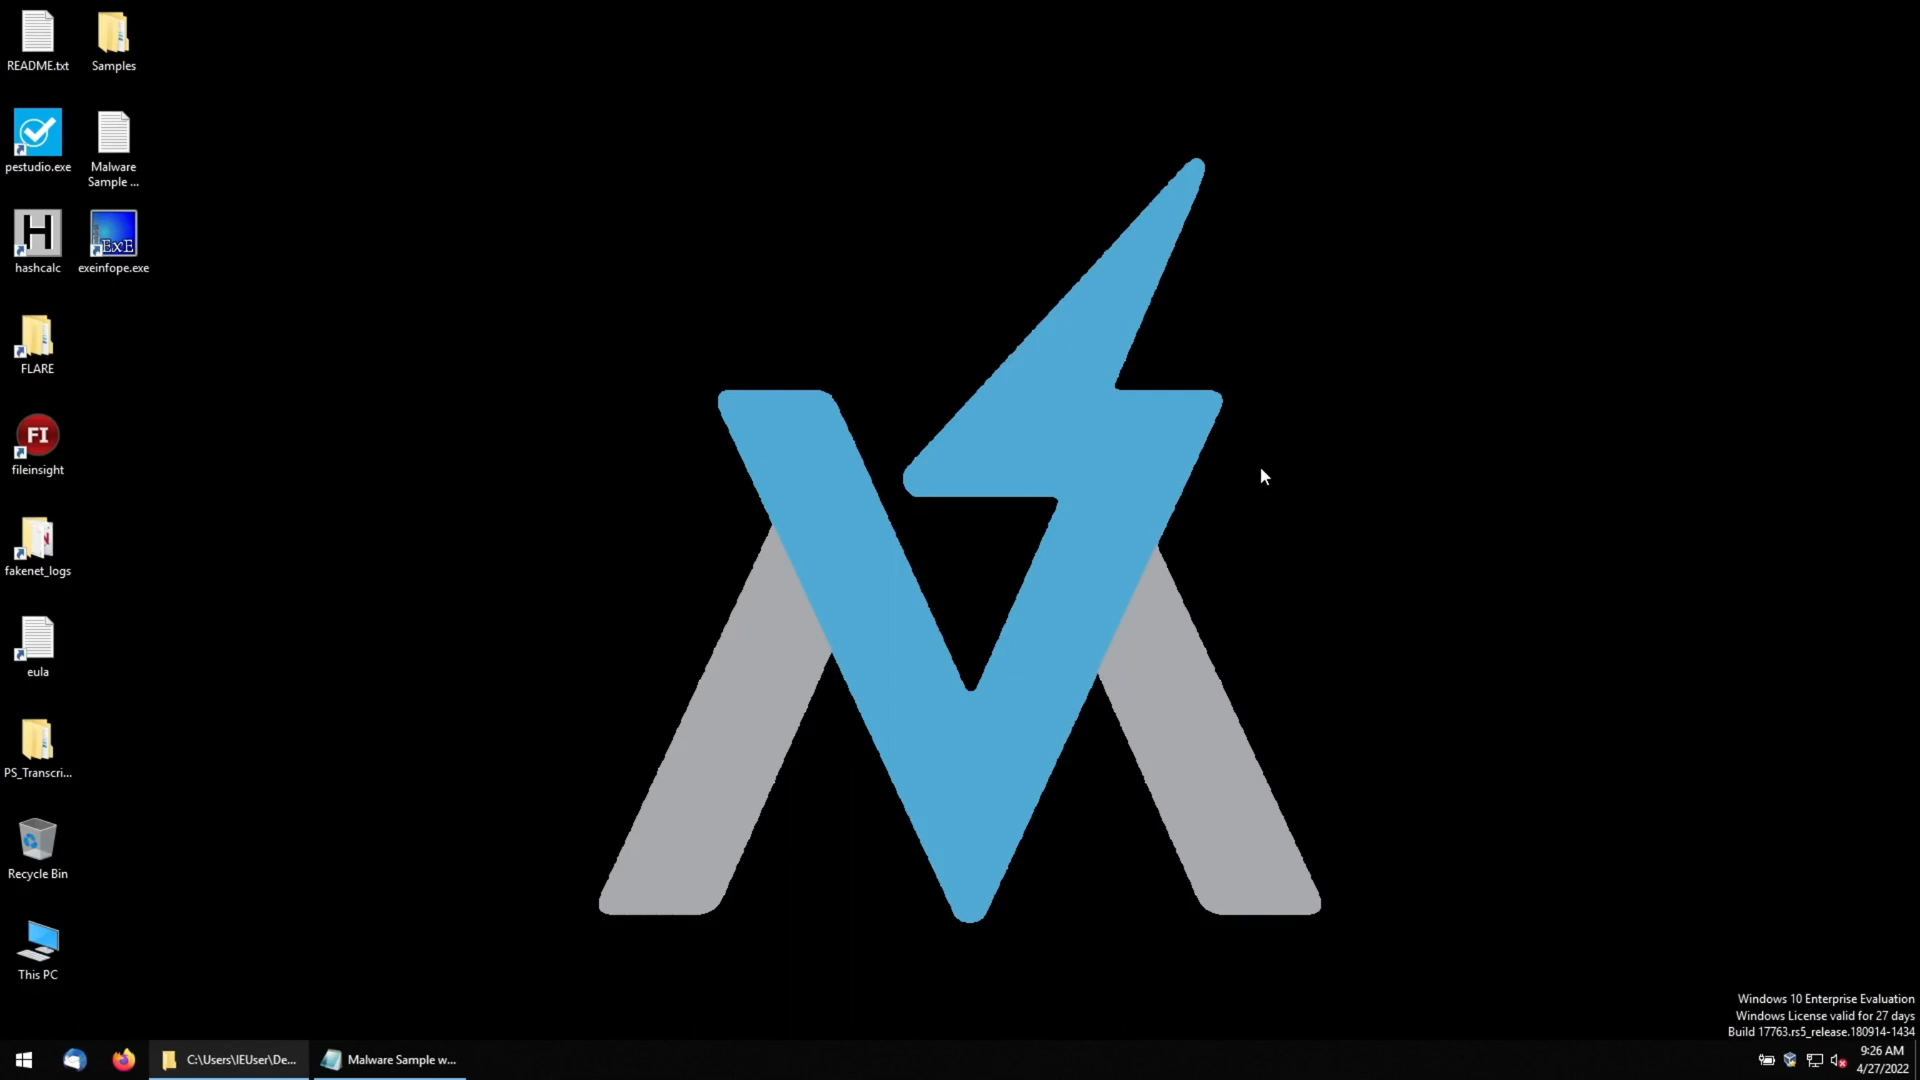 README.txt
Samples
pestudio.exe
Malware
Sample ...
H
hashcalc
ExE
exeinfope.exe
FLARE
FI
fileinsight
fakenet_logs
eula
PS_Transcri...
Recycle Bin
This PC
Windows 10 Enterprise Evaluation
Windows License valid for 27 days
Build 17763.rs5_release.180914-1434
C:\Users\IEUser\De...
Malware Sample w...
9:26 AM
4/27/2022